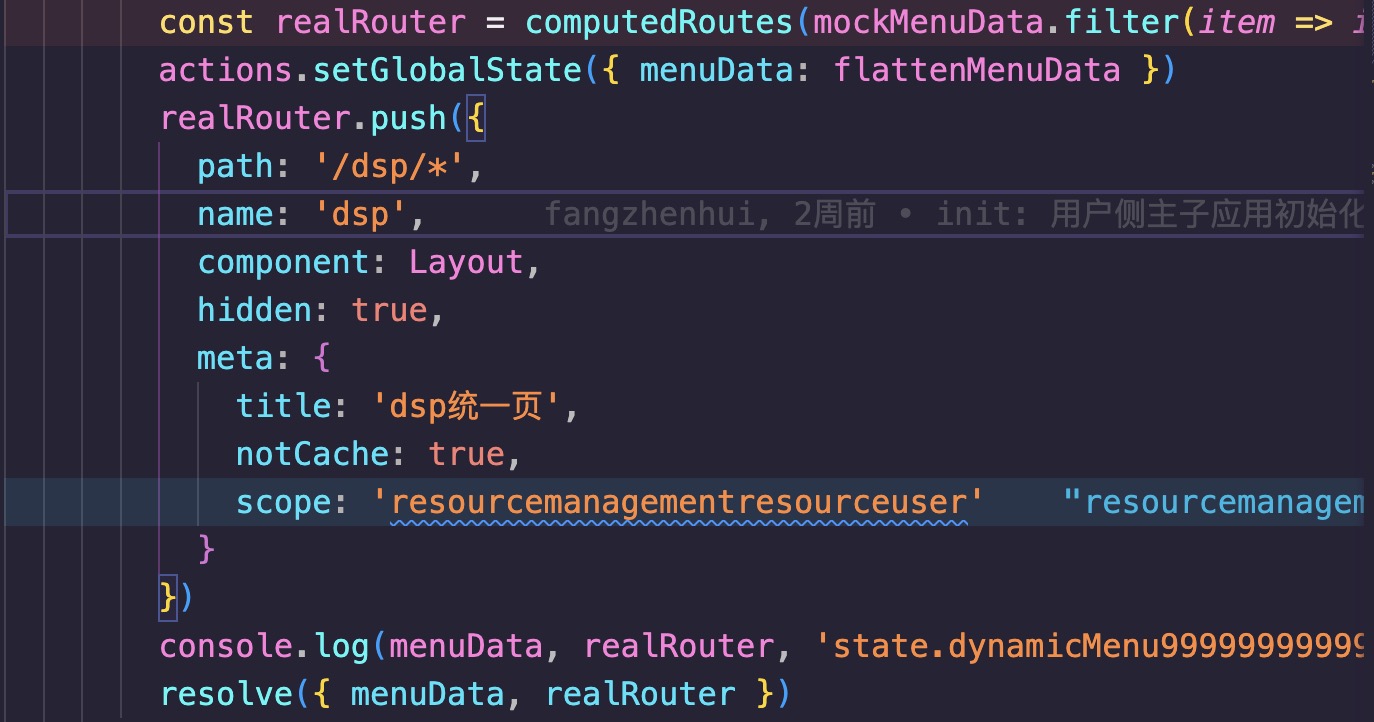 const realRouter = computedRoutes(mockMenuData.filter(item =>
actions.setGlobalState({ menuData: flattenMenuData })
realRouter.push({
path: '/dsp/*',
name: 'dsp', fangzhenhui, 2周前 • init: 用户侧主子应用初始化
component: Layout,
hidden: true,
meta: {
title: 'dsp统一页',
notCache: true,
scope: 'resourcemanagementresourceuser' "resourcemanagem
}
})
console.log(menuData, realRouter, 'state.dynamicMenu99999999999
resolve({ menuData, realRouter })